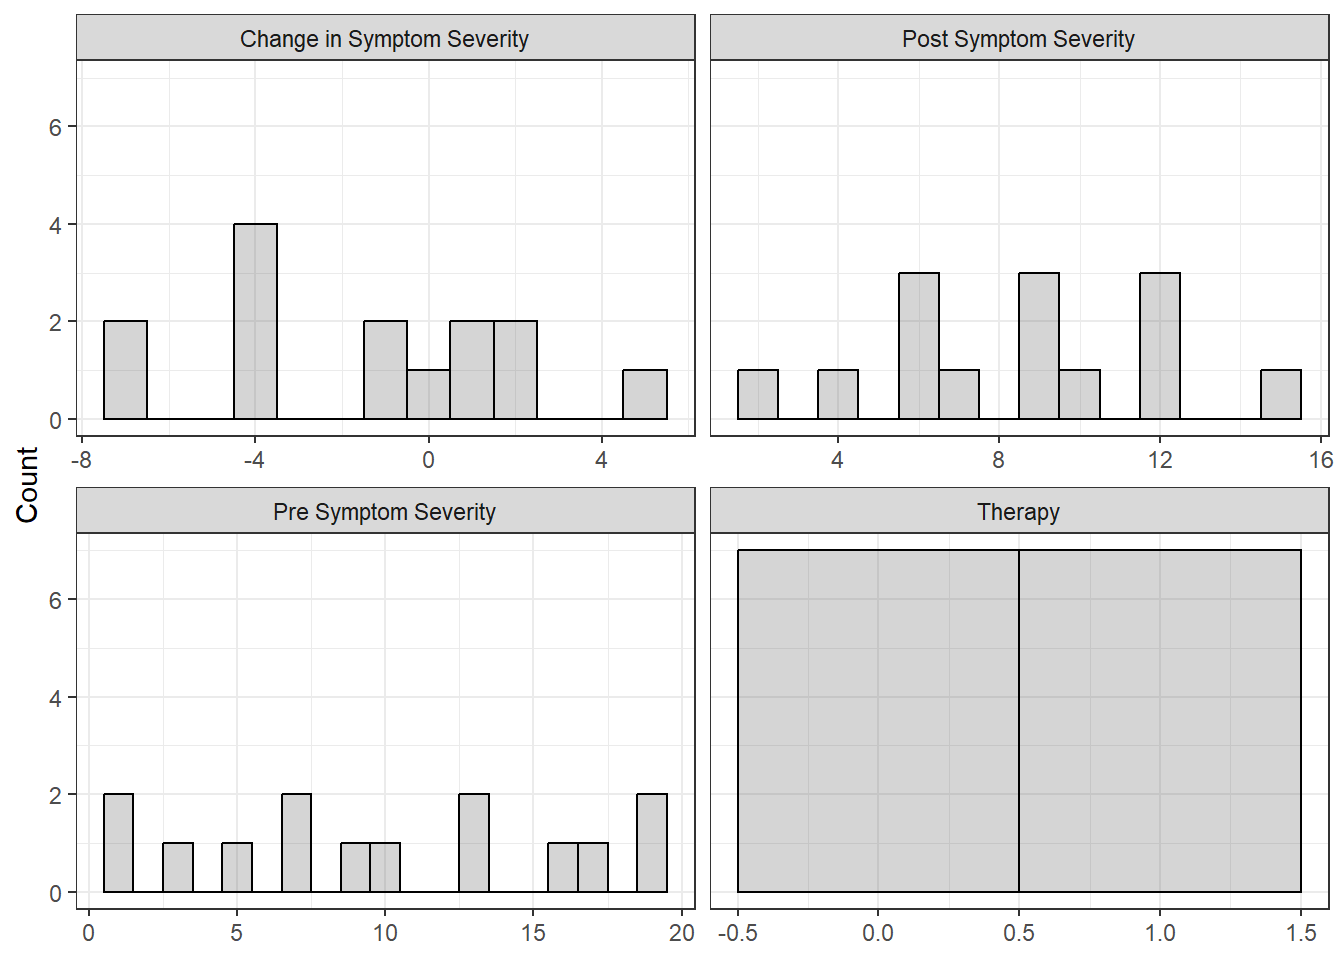 Change in Symptom Severity
Post Symptom Severity
6
4
2
0
-8 -4 0 4
4 8 12 16
Count
Pre Symptom Severity
Therapy
6
4
2
0
0 5 10 15 20
-0.5 0.0 0.5 1.0 1.5